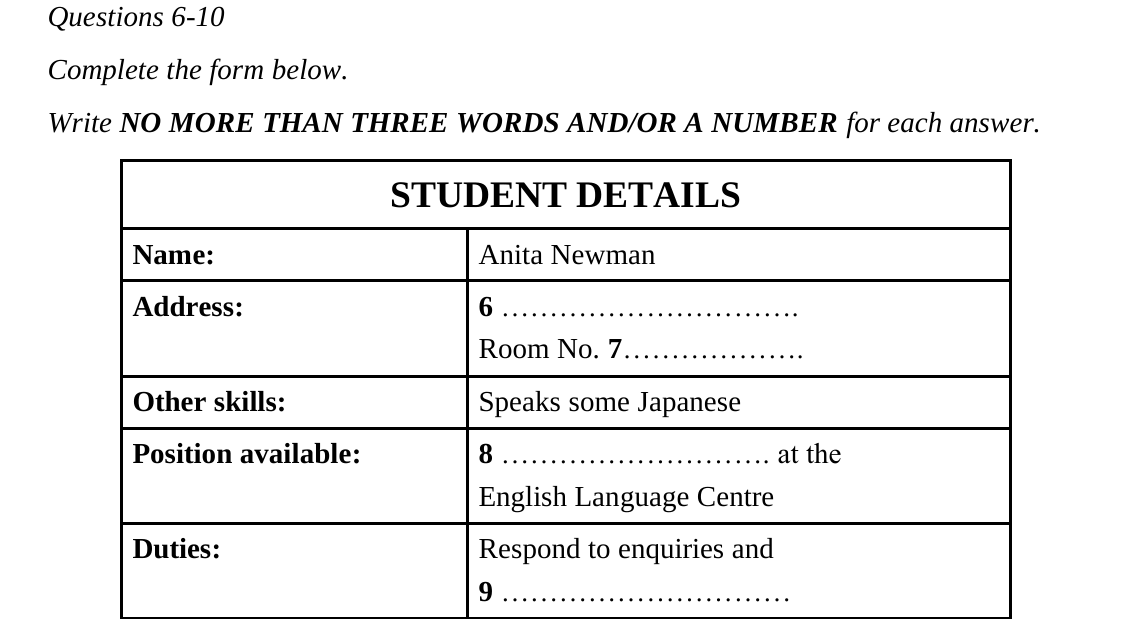 Questions 6-10
Complete the form below.
Write NO MORE THAN THREE WORDS AND/OR A NUMBER for each answer.
STUDENT DETAILS
Name: Anita Newman
Address: 6 …………………………….
Room No. 7……………….
Other skills: Speaks some Japanese
Position available: 8 ………………………. at the
English Language Centre
Duties: Respond to enquiries and
9 …………………………